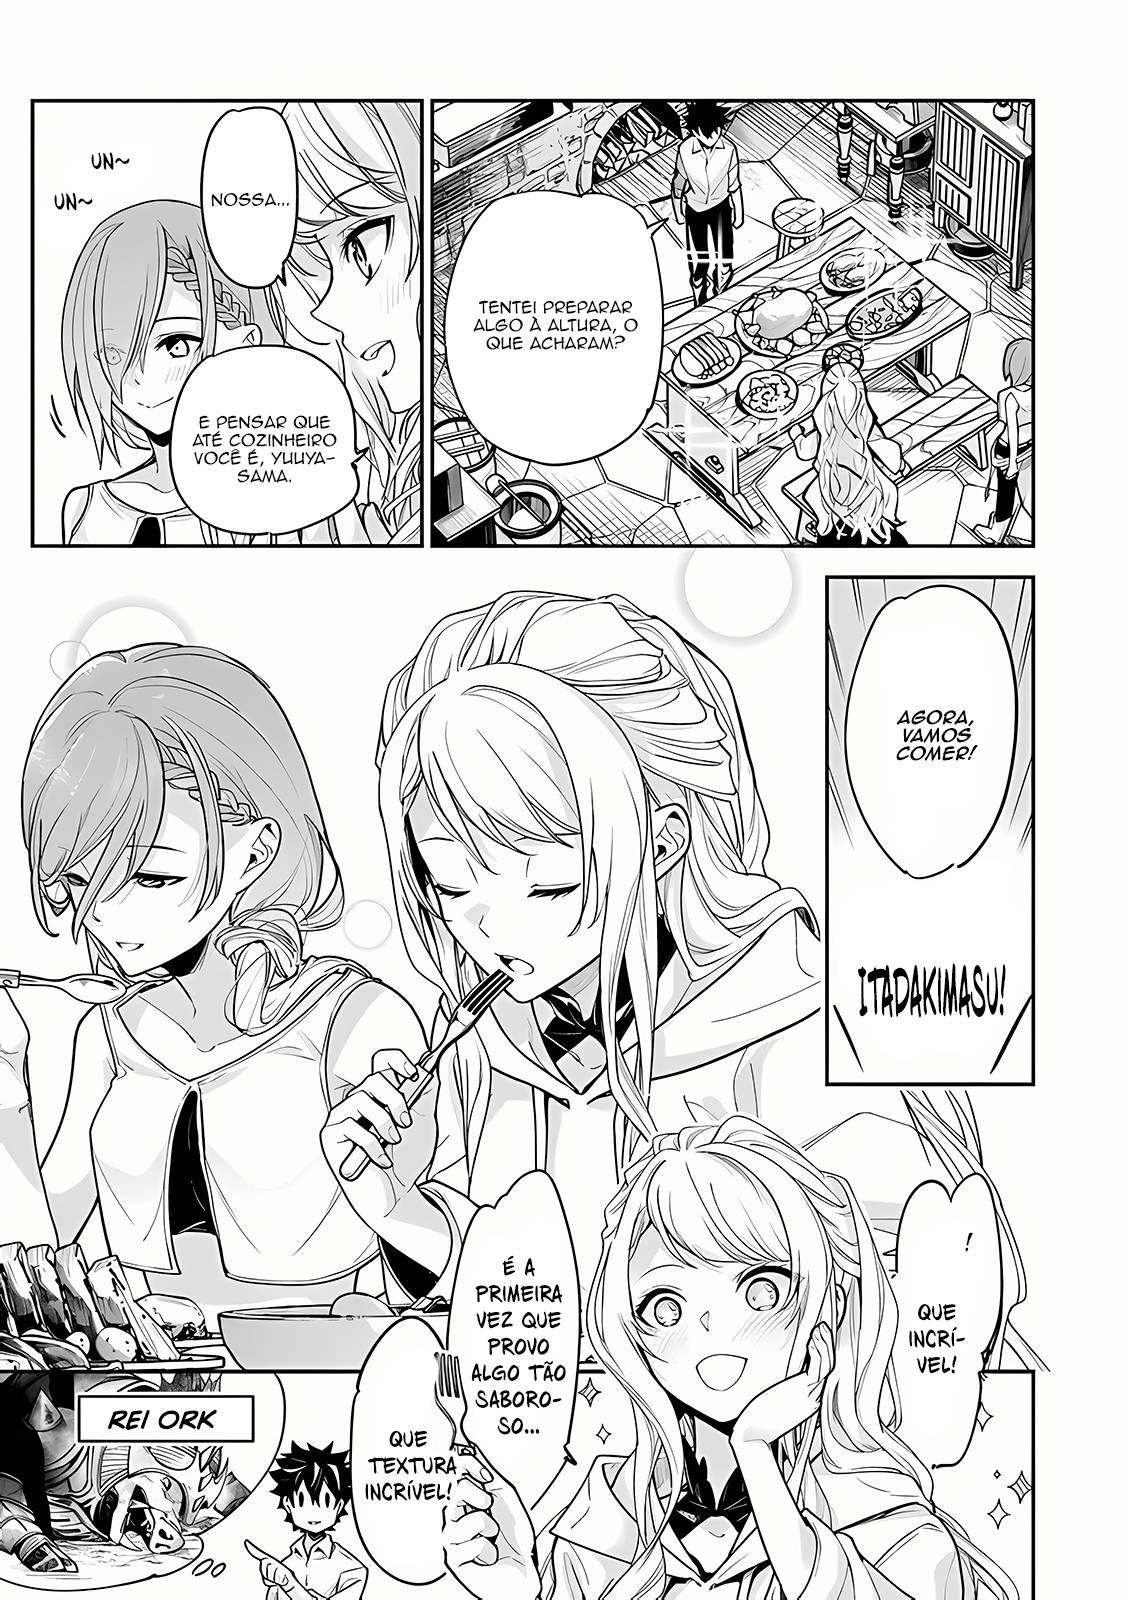 TENTEI PREPARAR
ALGO À ALTURA, O
QUE ACHARAM?
NOSSA...
UN~
UN~
E PENSAR QUE
ATÉ COZINHEIRO
VOCÊ É, YUUYA-
SAMA.
AGORA,
VAMOS
COMER!
ITADAKIMASU!
!
QUE
INCRÍ-
VEL!
É A
PRIMEIRA
VEZ QUE
PROVO
ALGO TÃO
SABORO-
SO...
QUE
TEXTURA
INCRÍVEL!
REI ORK